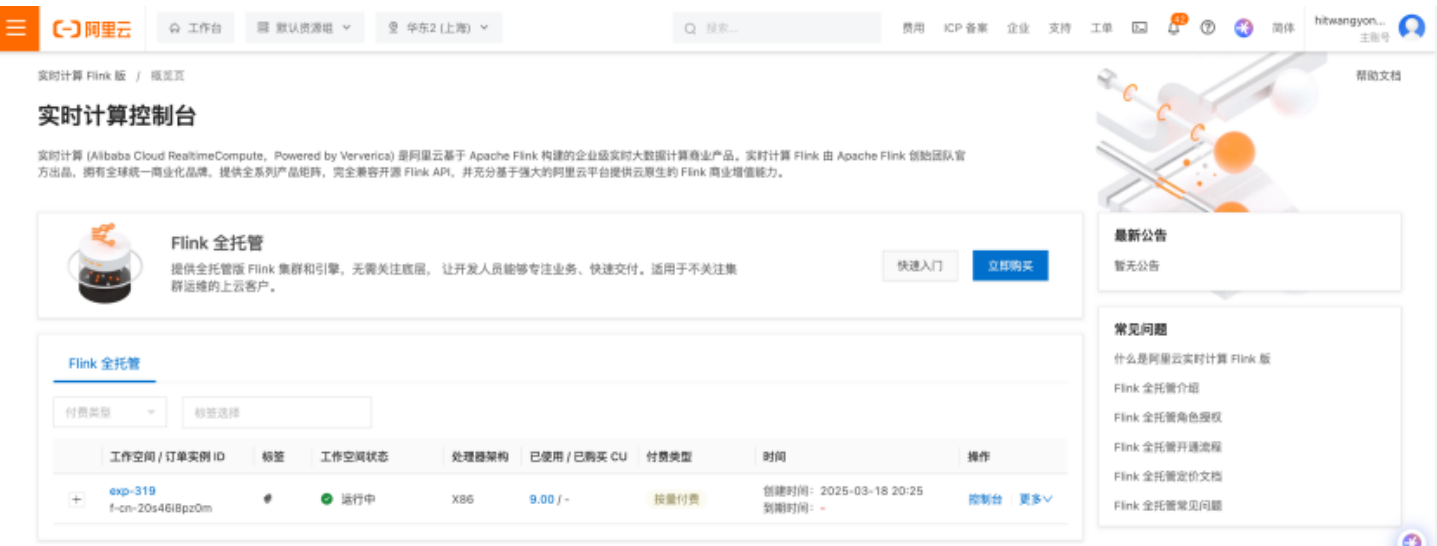 阿里云 工作台 默认资源组 华东2 (上海) 搜索... 费用 ICP 备案 企业 支持 工单 42 简体 hitwangyon...
主账号
实时计算 Flink 版 / 概览页 帮助文档
实时计算控制台
实时计算 (Alibaba Cloud RealtimeCompute, Powered by Ververica) 是阿里云基于 Apache Flink 构建的企业级实时大数据计算商业产品。实时计算 Flink 由 Apache Flink 创始团队官
方出品，拥有全球统一商业化品牌，提供全系列产品矩阵，完全兼容开源 Flink API，并充分基于强大的阿里云平台提供云原生的 Flink 商业增值能力。
Flink 全托管
提供全托管版 Flink 集群和引擎，无需关注底层， 让开发人员能够专注业务、快速交付。适用于不关注集
群运维的上云客户。
快速入门 立即购买
最新公告
暂无公告
常见问题
什么是阿里云实时计算 Flink 版
Flink 全托管介绍
Flink 全托管角色授权
Flink 全托管开通流程
Flink 全托管定价文档
Flink 全托管常见问题
Flink 全托管
付费类型 标签选择
工作空间 / 订单实例 ID 标签 工作空间状态 处理器架构 已使用 / 已购买 CU 付费类型 时间 操作
exp-319 运行中 X86 9.00 / - 按量付费 创建时间：2025-03-18 20:25 控制台 更多
f-cn-20s46i8pz0m 到期时间：-